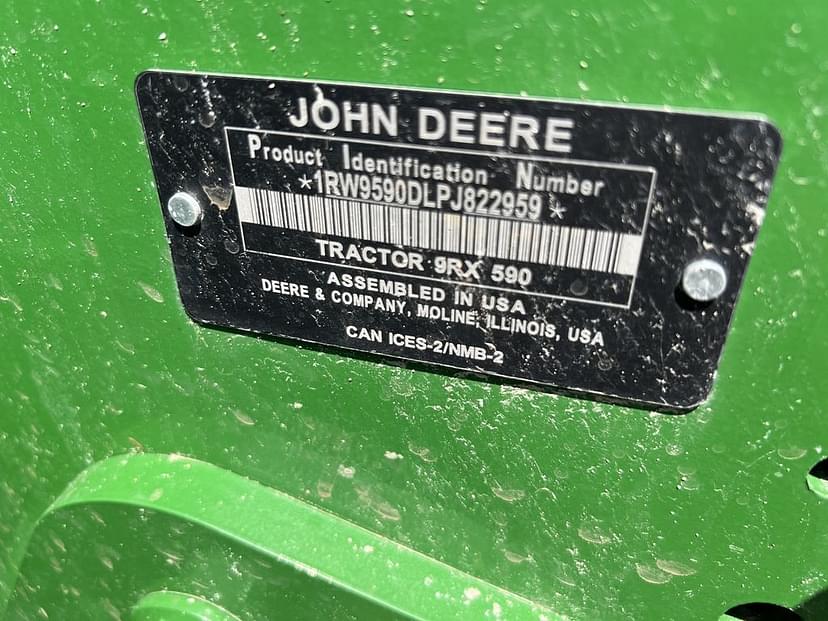 JOHN DEERE
Product Identification Number
*1RW9590DLPJ822959*
TRACTOR 9RX 590
ASSEMBLED IN USA
DEERE & COMPANY, MOLINE, ILLINOIS, USA
CAN ICES-2/NMB-2